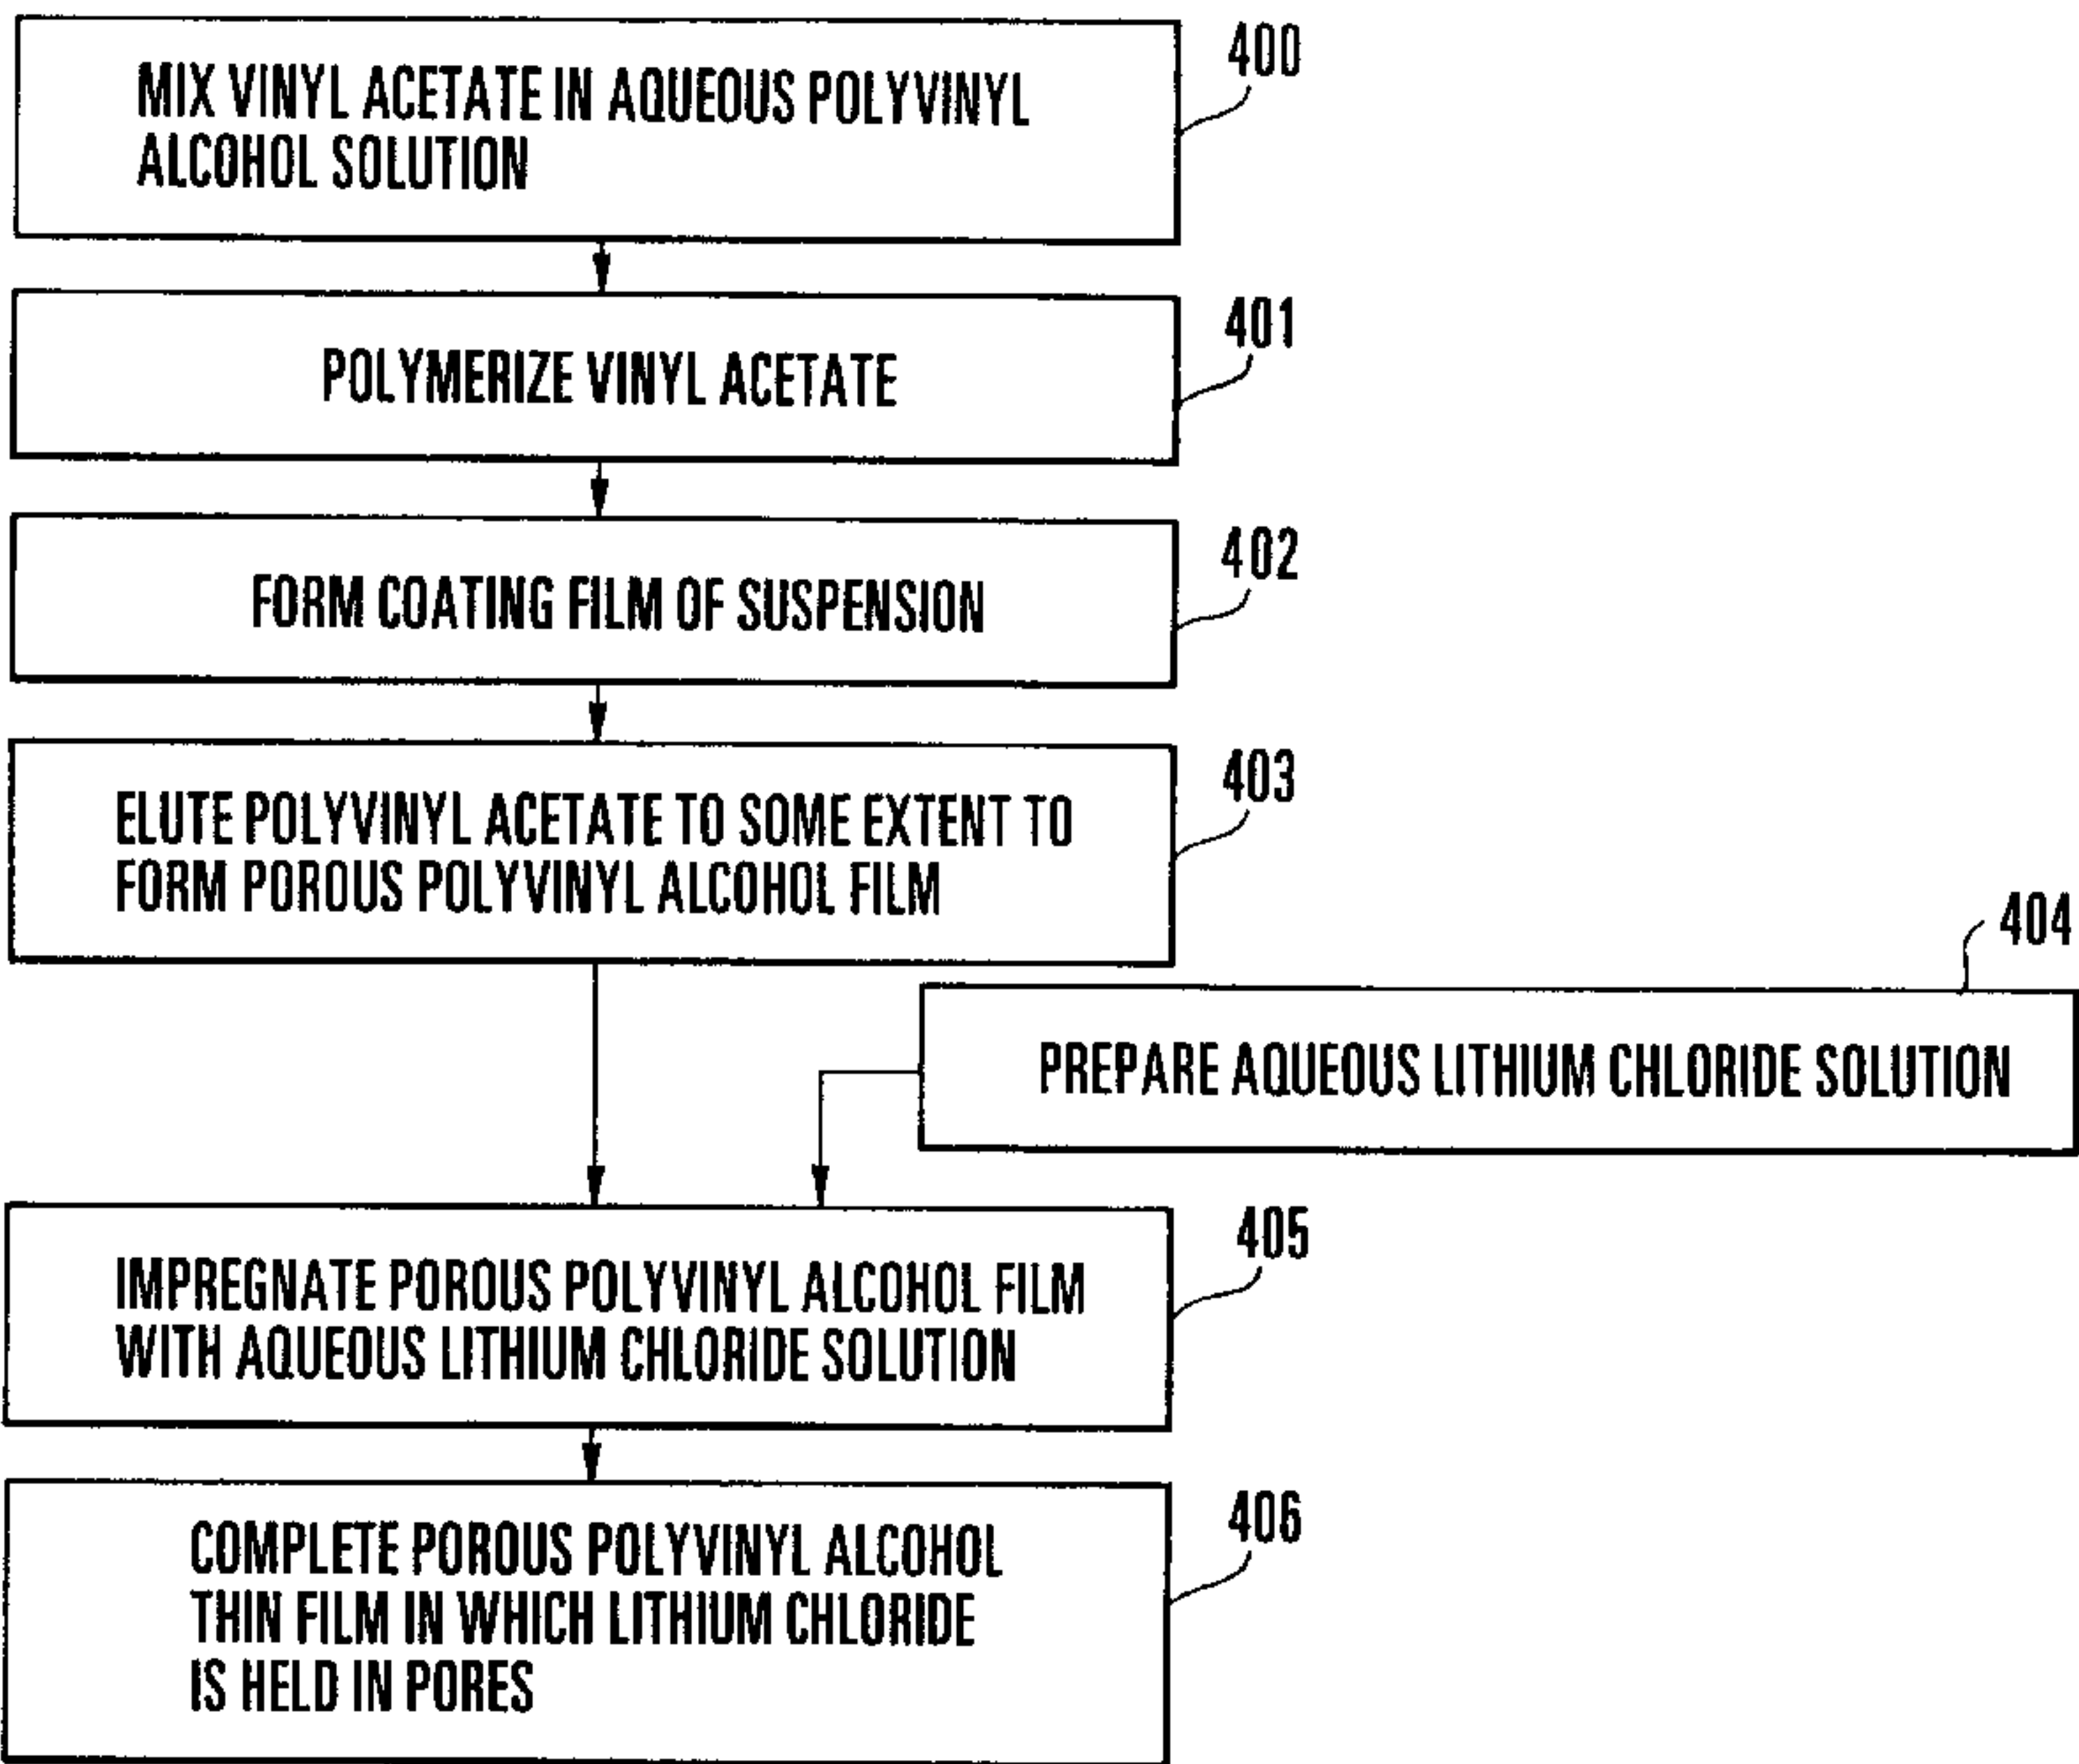 400
MIX VINYL ACETATE IN AQUEOUS POLYVINYL
ALCOHOL SOLUTION
401
POLYMERIZE VINYL ACETATE
402
FORM COATING FILM OF SUSPENSION
403
ELUTE POLYVINYL ACETATE TO SOME EXTENT TO
FORM POROUS POLYVINYL ALCOHOL FILM
404
PREPARE AQUEOUS LITHIUM CHLORIDE SOLUTION
405
IMPREGNATE POROUS POLYVINYL ALCOHOL FILM
WITH AQUEOUS LITHIUM CHLORIDE SOLUTION
406
COMPLETE POROUS POLYVINYL ALCOHOL
THIN FILM IN WHICH LITHIUM CHLORIDE
IS HELD IN PORES